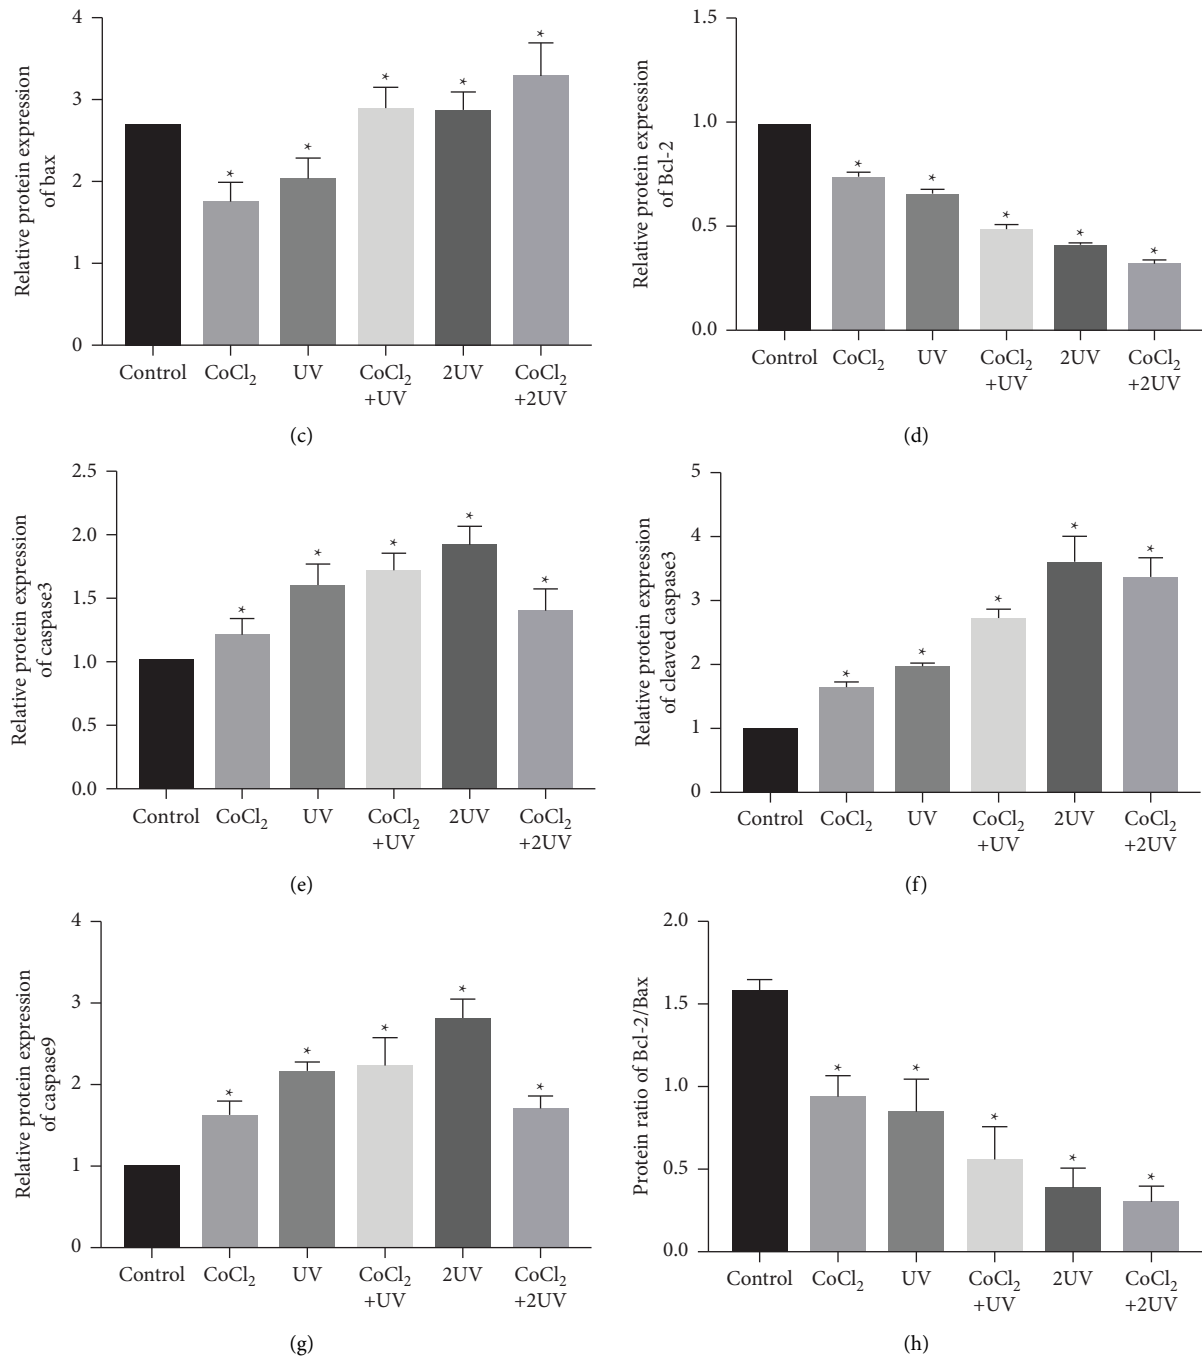 Relative protein expression
of bax
4
3
2
1
0
*
*
*
*
*
Control
CoCl₂
UV
CoCl₂
+UV
2UV
CoCl₂
+2UV
(c)
Relative protein expression
of Bcl-2
1.5
1.0
0.5
0.0
*
*
*
*
*
Control
CoCl₂
UV
CoCl₂
+UV
2UV
CoCl₂
+2UV
(d)
Relative protein expression
of caspase3
2.5
2.0
1.5
1.0
0.5
0.0
*
*
*
*
*
Control
CoCl₂
UV
CoCl₂
+UV
2UV
CoCl₂
+2UV
(e)
Relative protein expression
of cleaved caspase3
5
4
3
2
1
0
*
*
*
*
*
Control
CoCl₂
UV
CoCl₂
+UV
2UV
CoCl₂
+2UV
(f)
Relative protein expression
of caspase9
4
3
2
1
0
*
*
*
*
*
Control
CoCl₂
UV
CoCl₂
+UV
2UV
CoCl₂
+2UV
(g)
Protein ratio of Bcl-2/Bax
2.0
1.5
1.0
0.5
0.0
*
*
*
*
*
Control
CoCl₂
UV
CoCl₂
+UV
2UV
CoCl₂
+2UV
(h)